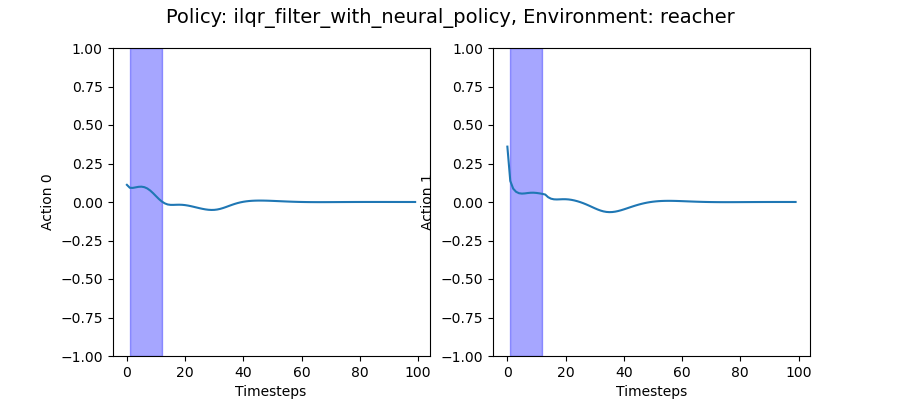 Policy: ilqr_filter_with_neural_policy, Environment: reacher
1.00
0.75
0.50
0.25
0.00
−0.25
−0.50
−0.75
−1.00
Action 0
0 20 40 60 80 100
Timesteps
1.00
0.75
0.50
0.25
0.00
−0.25
−0.50
−0.75
−1.00
Action 1
0 20 40 60 80 100
Timesteps